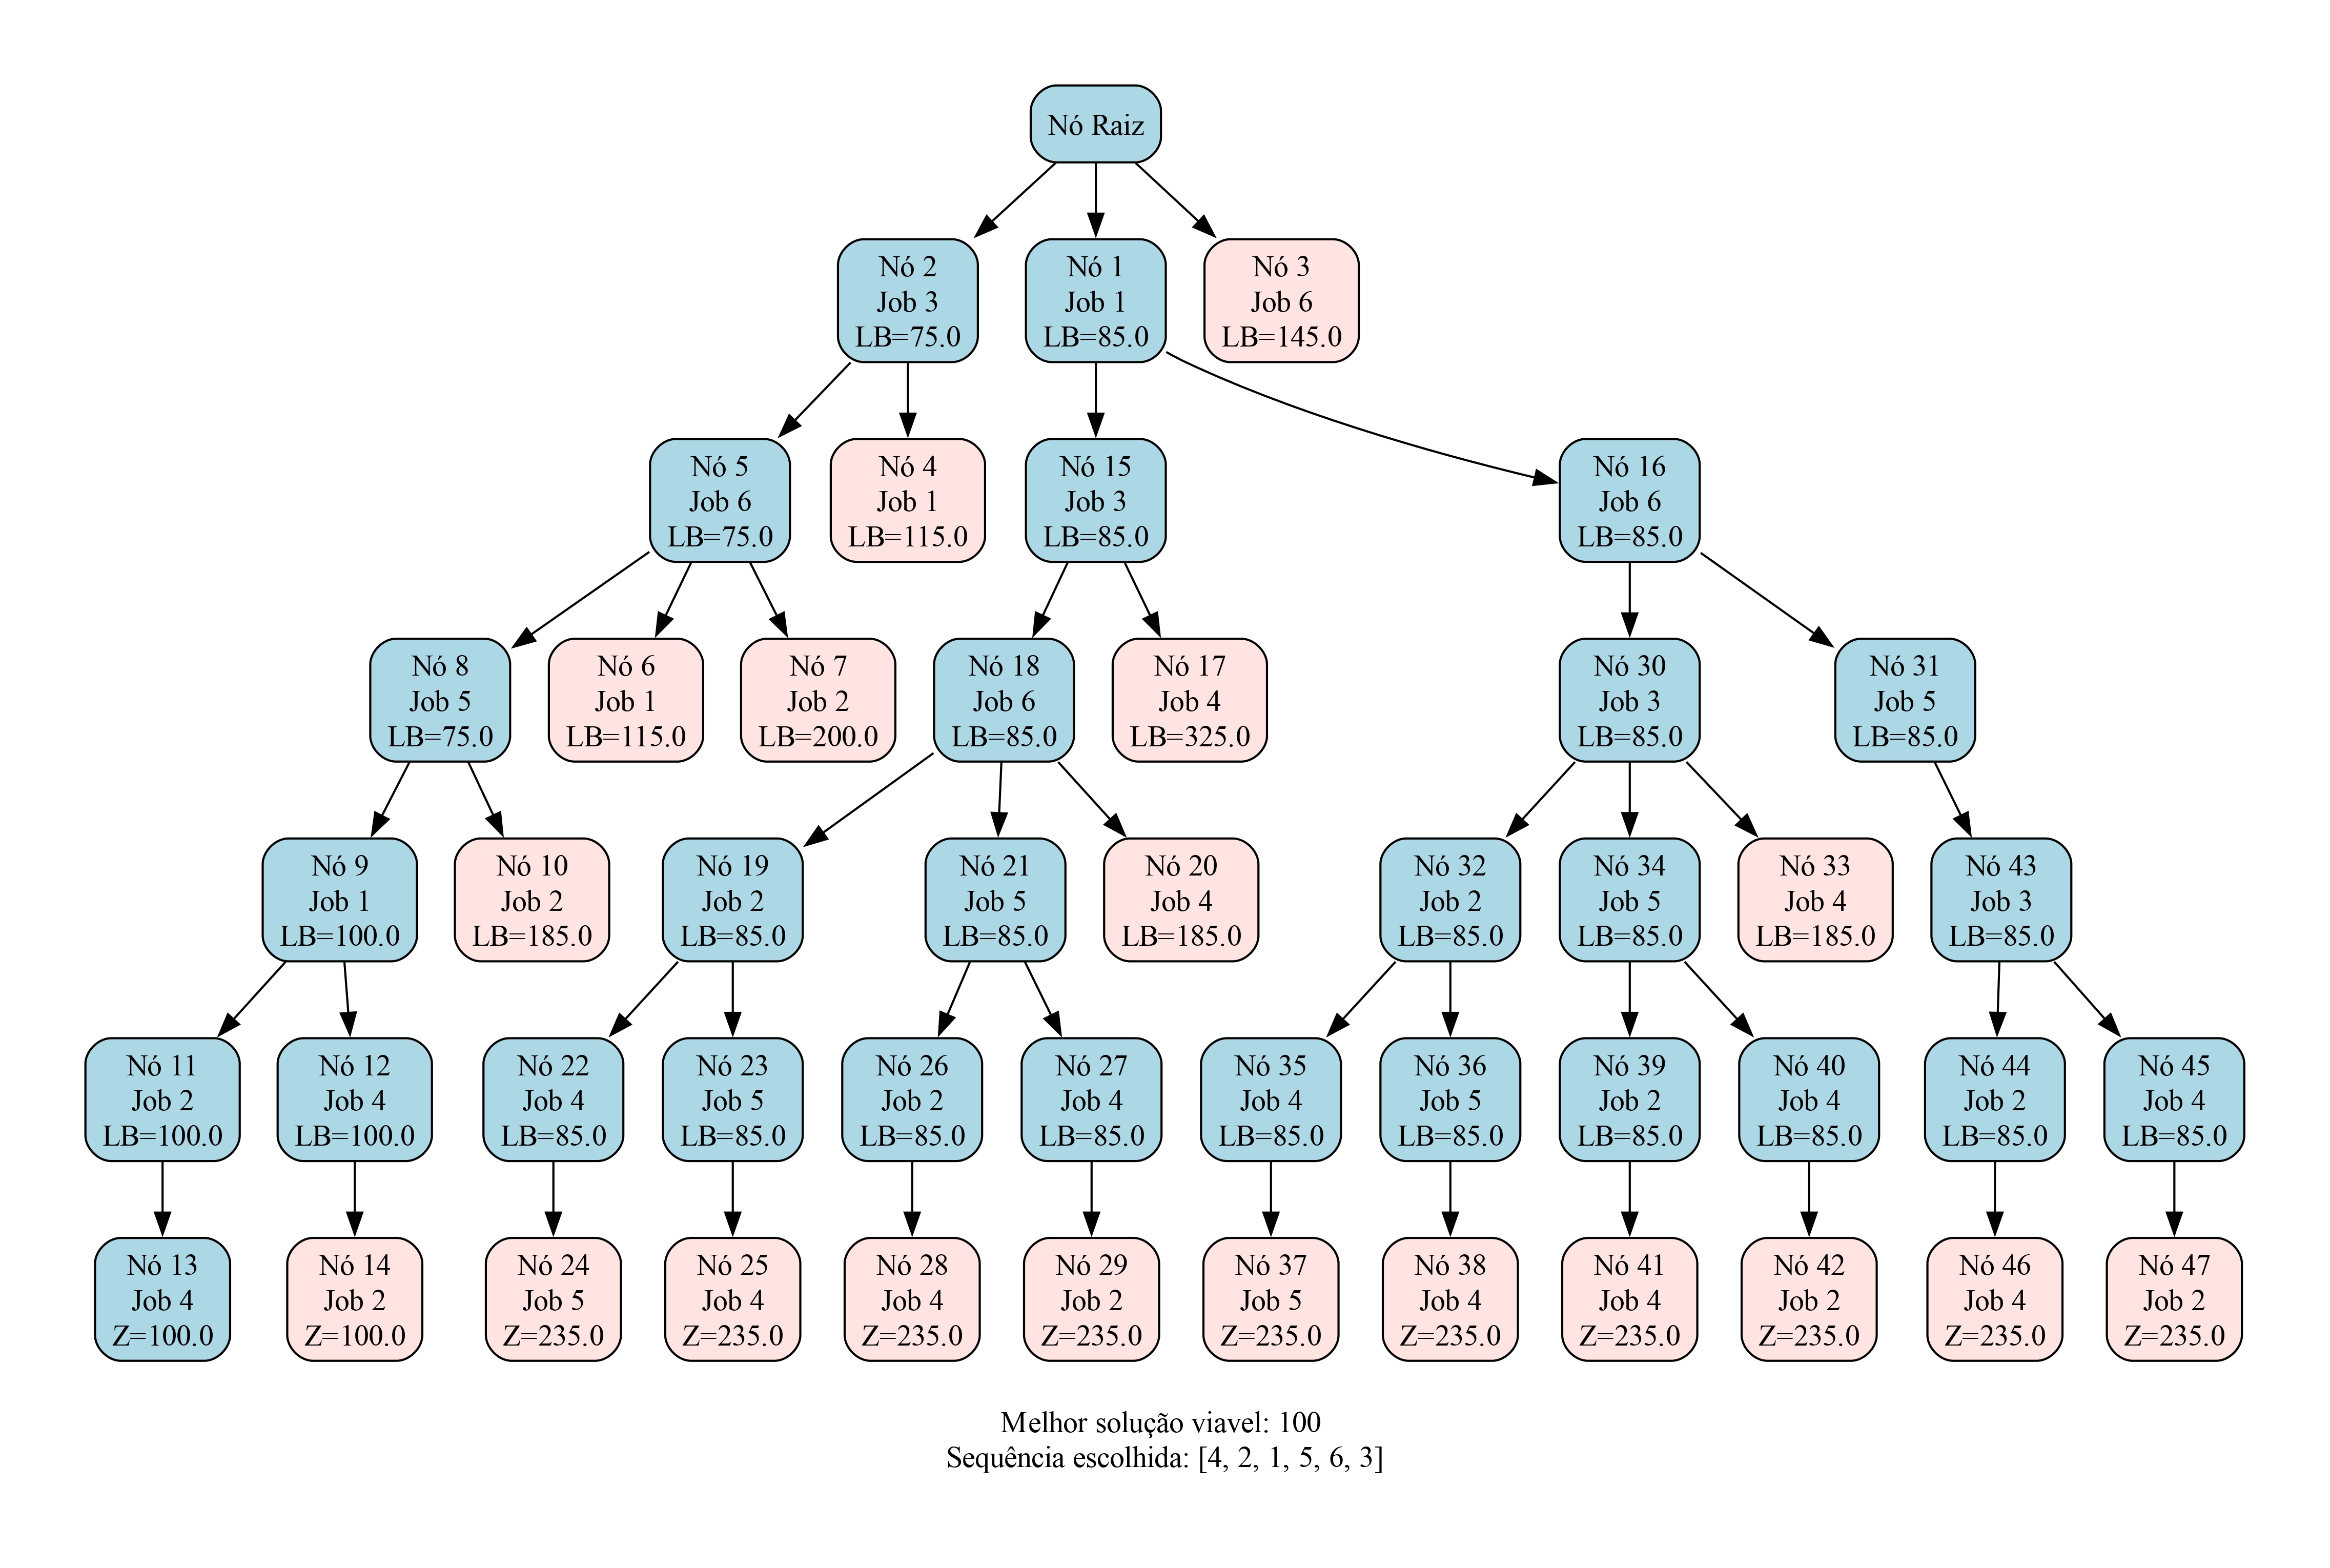 Nó Raiz
Nó 2
Job 3
LB=75.0
Nó 1
Job 1
LB=85.0
Nó 3
Job 6
LB=145.0
Nó 5
Job 6
LB=75.0
Nó 4
Job 1
LB=115.0
Nó 15
Job 3
LB=85.0
Nó 16
Job 6
LB=85.0
Nó 8
Job 5
LB=75.0
Nó 6
Job 1
LB=115.0
Nó 7
Job 2
LB=200.0
Nó 18
Job 6
LB=85.0
Nó 17
Job 4
LB=325.0
Nó 30
Job 3
LB=85.0
Nó 31
Job 5
LB=85.0
Nó 9
Job 1
LB=100.0
Nó 10
Job 2
LB=185.0
Nó 19
Job 2
LB=85.0
Nó 21
Job 5
LB=85.0
Nó 20
Job 4
LB=185.0
Nó 32
Job 2
LB=85.0
Nó 34
Job 5
LB=85.0
Nó 33
Job 4
LB=185.0
Nó 43
Job 3
LB=85.0
Nó 11
Job 2
LB=100.0
Nó 12
Job 4
LB=100.0
Nó 22
Job 4
LB=85.0
Nó 23
Job 5
LB=85.0
Nó 26
Job 2
LB=85.0
Nó 27
Job 4
LB=85.0
Nó 35
Job 4
LB=85.0
Nó 36
Job 5
LB=85.0
Nó 39
Job 2
LB=85.0
Nó 40
Job 4
LB=85.0
Nó 44
Job 2
LB=85.0
Nó 45
Job 4
LB=85.0
Nó 13
Job 4
Z=100.0
Nó 14
Job 2
Z=100.0
Nó 24
Job 5
Z=235.0
Nó 25
Job 4
Z=235.0
Nó 28
Job 4
Z=235.0
Nó 29
Job 2
Z=235.0
Nó 37
Job 5
Z=235.0
Nó 38
Job 4
Z=235.0
Nó 41
Job 4
Z=235.0
Nó 42
Job 2
Z=235.0
Nó 46
Job 4
Z=235.0
Nó 47
Job 2
Z=235.0
Melhor solução viavel: 100
Sequência escolhida: [4, 2, 1, 5, 6, 3]